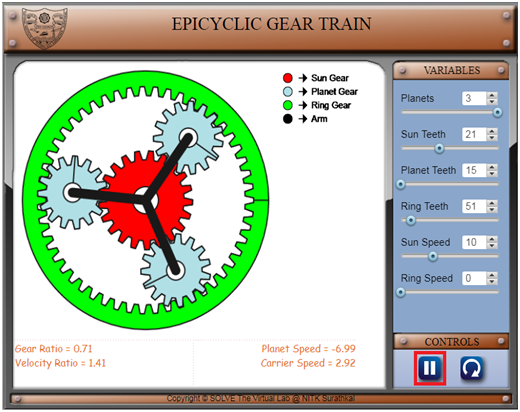 EPICYCLIC GEAR TRAIN
Sun Gear
Planet Gear
Ring Gear
Arm
VARIABLES
Planets 3
Sun Teeth 21
Planet Teeth 15
Ring Teeth 51
Sun Speed 10
Ring Speed 0
Gear Ratio = 0.71
Planet Speed = -6.99
Velocity Ratio = 1.41
Carrier Speed = 2.92
CONTROLS
Copyright © SOLVE The Virtual Lab @ NITK Surathkal